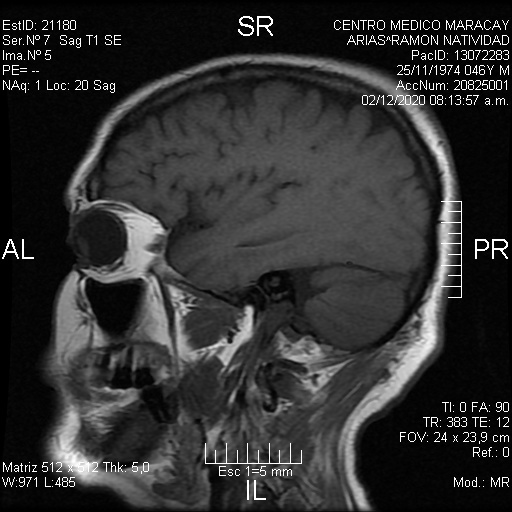 EstID: 21180
Ser.Nº 7 Sag T1 SE
Ima.Nº 5
PE= --
NAq: 1 Loc: 20 Sag
SR
CENTRO MEDICO MARACAY
ARIAS^RAMON NATIVIDAD
PacID: 13072283
25/11/1974 046Y M
AccNum: 20825001
02/12/2020 08:13:57 a.m.
AL
PR
TI: 0 FA: 90
TR: 383 TE: 12
FOV: 24 x 23,9 cm
Ref.: 0
Mod.: MR
Matriz 512 x 512 Thk: 5,0
W:971 L:485
Esc 1=5 mm
IL